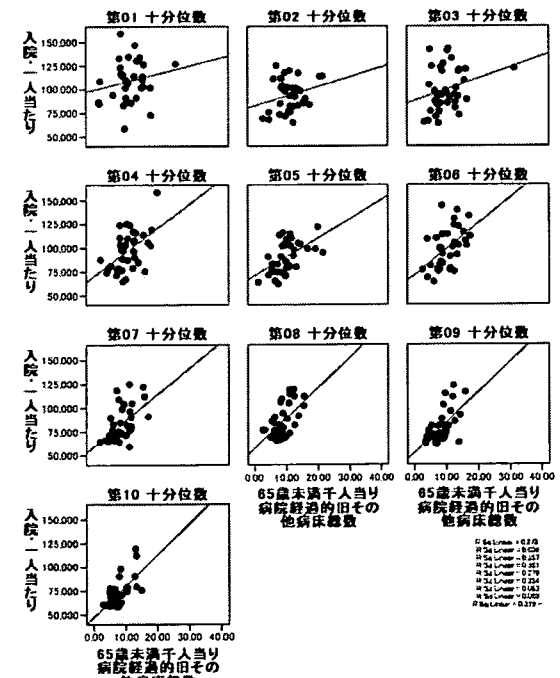 第01 十分位数
第02 十分位数
第03 十分位数
入院・一人当たり
150,000
125,000
100,000
75,000
50,000
第04 十分位数
第05 十分位数
第06 十分位数
入院・一人当たり
150,000
125,000
100,000
75,000
50,000
第07 十分位数
第08 十分位数
第09 十分位数
入院・一人当たり
150,000
125,000
100,000
75,000
50,000
0.00 10.00 20.00 30.00 40.00
0.00 10.00 20.00 30.00 40.00
65歳未満千人当り
病院経過的旧その
他病床総数
65歳未満千人当り
病院経過的旧その
他病床総数
第10 十分位数
入院・一人当たり
150,000
125,000
100,000
75,000
50,000
0.00 10.00 20.00 30.00 40.00
65歳未満千人当り
病院経過的旧その